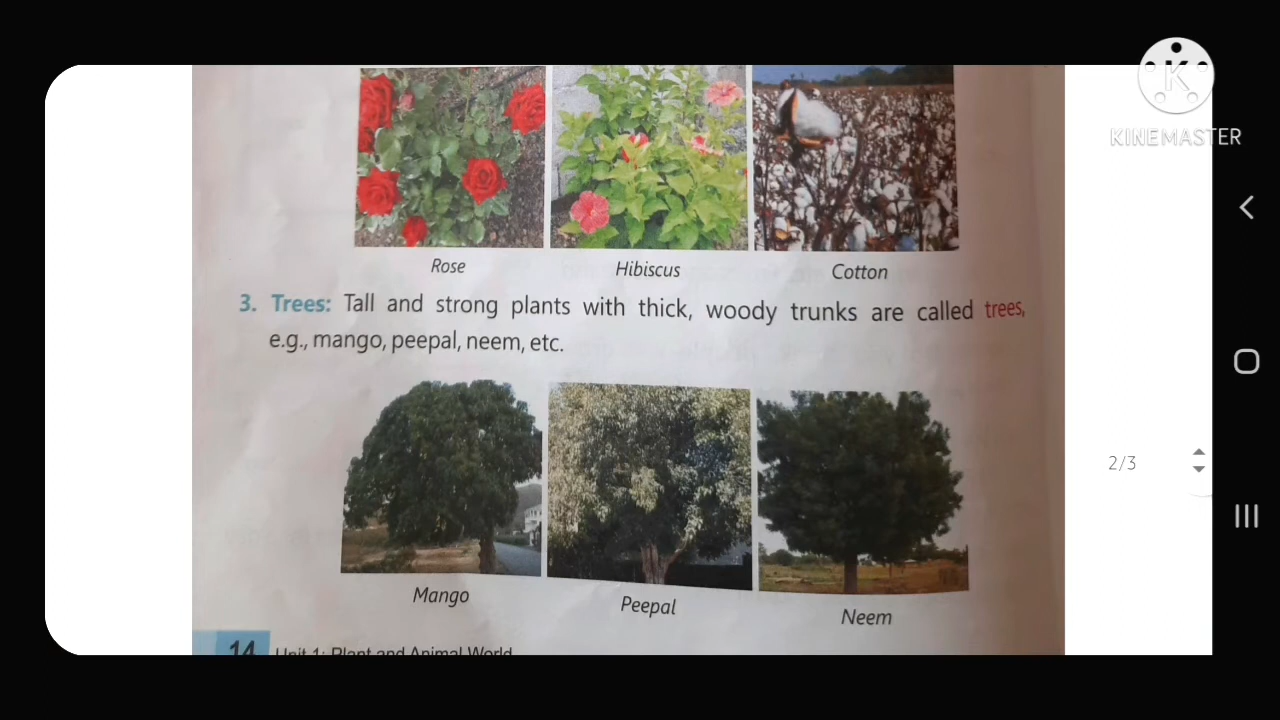 K
KINEMASTER
Rose
Hibiscus
Cotton
3. Trees: Tall and strong plants with thick, woody trunks are called trees,
e.g., mango, peepal, neem, etc.
2/3
Mango
Peepal
Neem
14 Unit 1: Plant and Animal World